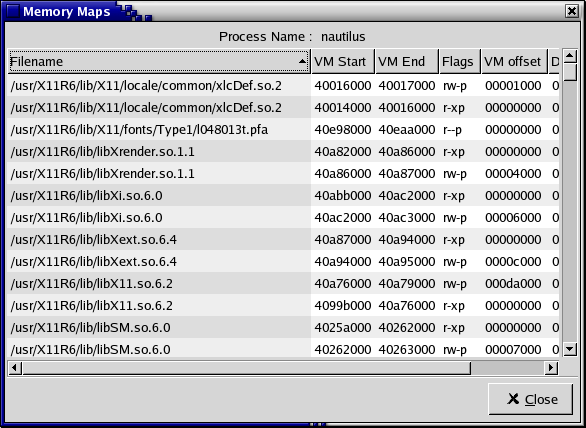 Memory Maps
Process Name : nautilus
Filename VM Start VM End Flags VM offset D
/usr/X11R6/lib/X11/locale/common/xlcDef.so.2 40016000 40017000 rw-p 00001000 0
/usr/X11R6/lib/X11/locale/common/xlcDef.so.2 40014000 40016000 r-xp 00000000 0
/usr/X11R6/lib/X11/fonts/Type1/l048013t.pfa 40e98000 40eaa000 r--p 00000000 0
/usr/X11R6/lib/libXrender.so.1.1 40a82000 40a86000 r-xp 00000000 0
/usr/X11R6/lib/libXrender.so.1.1 40a86000 40a87000 rw-p 00004000 0
/usr/X11R6/lib/libXi.so.6.0 40abb000 40ac2000 r-xp 00000000 0
/usr/X11R6/lib/libXi.so.6.0 40ac2000 40ac3000 rw-p 00006000 0
/usr/X11R6/lib/libXext.so.6.4 40a87000 40a94000 r-xp 00000000 0
/usr/X11R6/lib/libXext.so.6.4 40a94000 40a95000 rw-p 0000c000 0
/usr/X11R6/lib/libX11.so.6.2 40a76000 40a79000 rw-p 000da000 0
/usr/X11R6/lib/libX11.so.6.2 4099b000 40a76000 r-xp 00000000 0
/usr/X11R6/lib/libSM.so.6.0 4025a000 40262000 r-xp 00000000 0
/usr/X11R6/lib/libSM.so.6.0 40262000 40263000 rw-p 00007000 0
Close